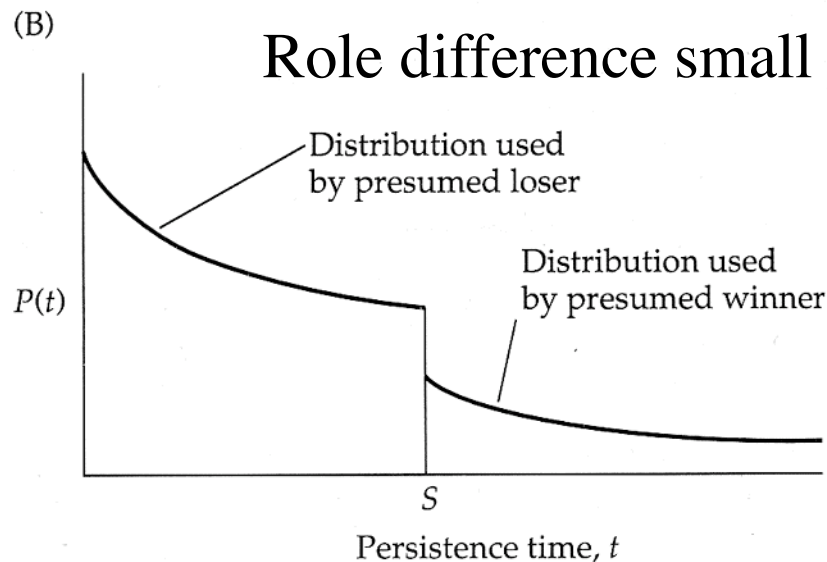 (B)
Role difference small
Distribution used
by presumed loser
Distribution used
by presumed winner
P(t)
S
Persistence time, t